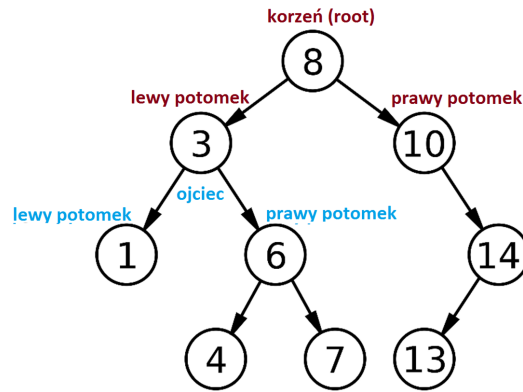 korzeń (root)
8
lewy potomek
prawy potomek
3
10
ojciec
lewy potomek
prawy potomek
1
6
14
4
7
13